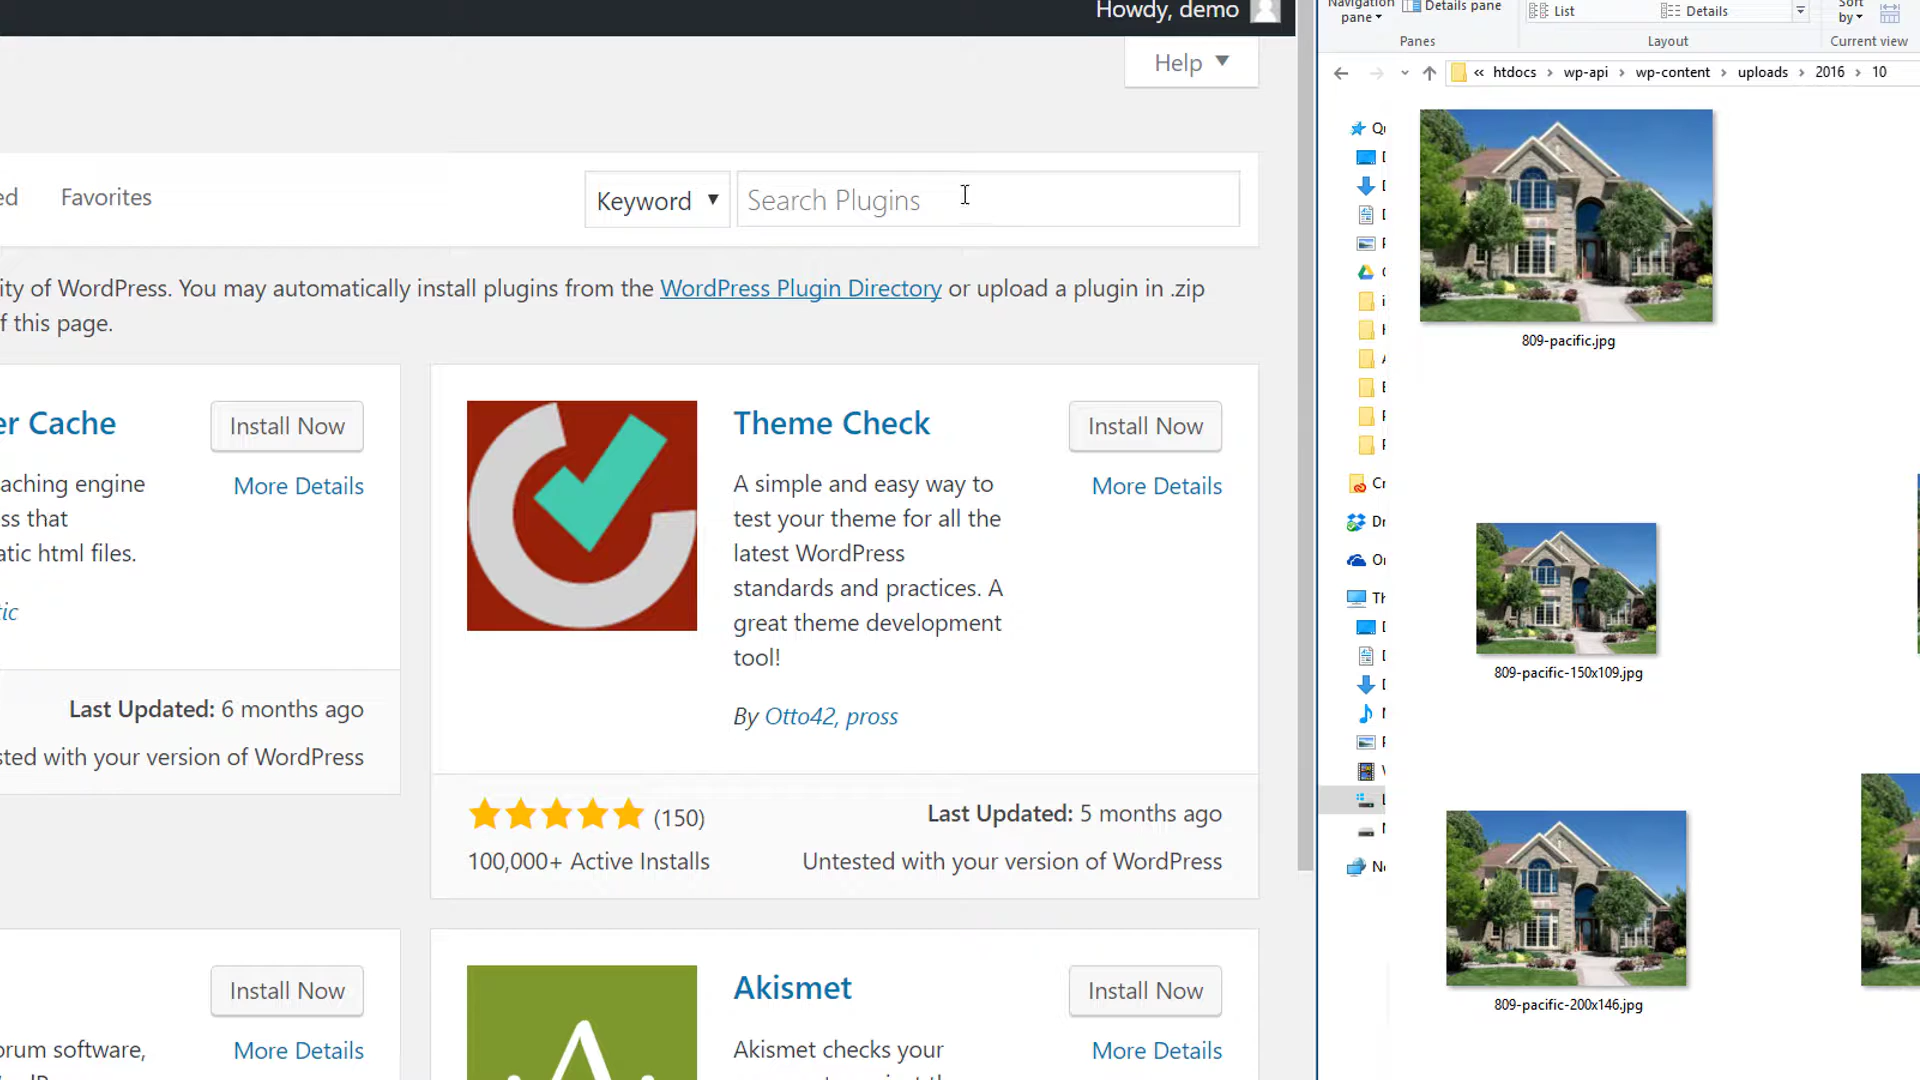 Howdy, demo
Help
ed
Favorites
Keyword
Search Plugins
ity of WordPress. You may automatically install plugins from the WordPress Plugin Directory or upload a plugin in .zip
f this page.
er Cache
Install Now
More Details
aching engine
ss that
atic html files.
tic
Last Updated: 6 months ago
sted with your version of WordPress
Theme Check
Install Now
More Details
A simple and easy way to
test your theme for all the
latest WordPress
standards and practices. A
great theme development
tool!
By Otto42, pross
(150)
Last Updated: 5 months ago
100,000+ Active Installs
Untested with your version of WordPress
Install Now
More Details
orum software,
Akismet
Install Now
More Details
Akismet checks your
Navigation
pane
Details pane
Panes
List
Details
Layout
Sort
by
Current view
« htdocs > wp-api > wp-content > uploads > 2016 > 10
Qu
Cr
Dr
On
Th
Ne
809-pacific.jpg
809-pacific-150x109.jpg
809-pacific-200x146.jpg